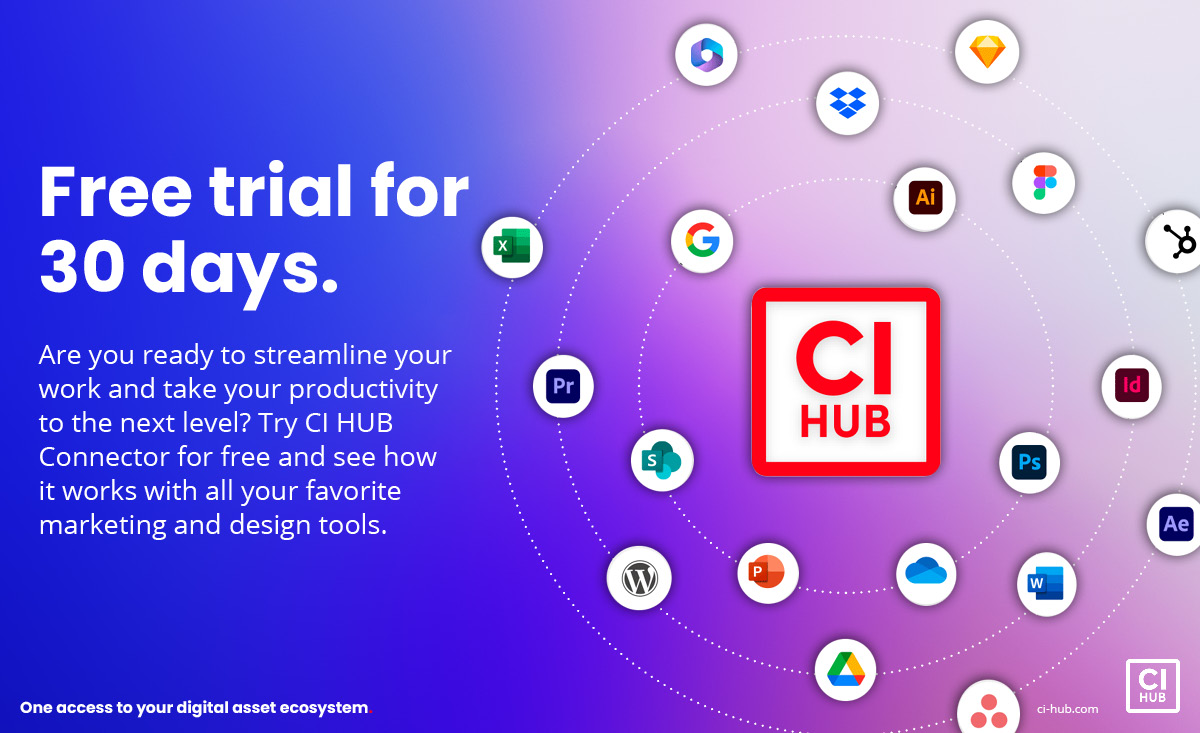 Free trial for
30 days.
Are you ready to streamline your
work and take your productivity
to the next level? Try CI HUB
Connector for free and see how
it works with all your favorite
marketing and design tools.
One access to your digital asset ecosystem.
X
Ai
G
CI
HUB
Pr
Id
S
Ps
Ae
W
P
W
ci-hub.com
CI
HUB